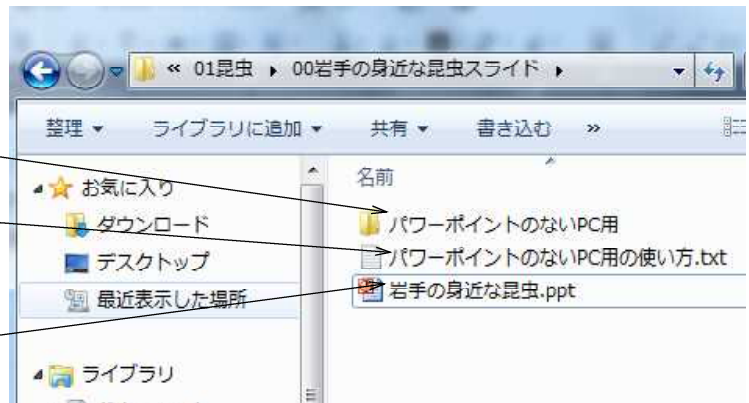 « 01昆虫 ▸ 00岩手の身近な昆虫スライド ▸
整理 ▼ ライブラリに追加 ▼ 共有 ▼ 書き込む »
お気に入り
ダウンロード
デスクトップ
最近表示した場所
ライブラリ
名前
パワーポイントのないPC用
パワーポイントのないPC用の使い方.txt
岩手の身近な昆虫.ppt